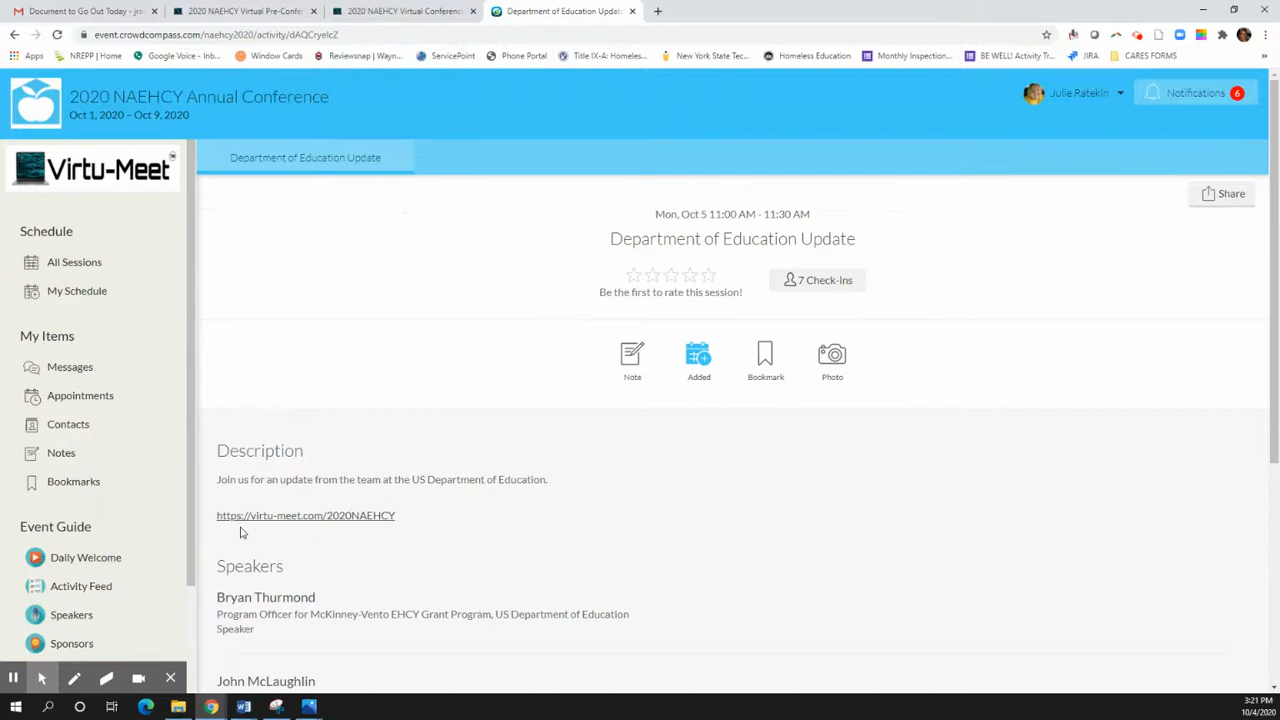 Document to Go Out Today - jra
2020 NAEHCY Virtual Pre-Confe
2020 NAEHCY Virtual Conferenc
Department of Education Updat
event.crowdcompass.com/naehcy2020/activity/dAQCryelcZ
Apps
NREPP | Home
Google Voice - Inb...
Window Cards
Reviewsnap | Wayn...
ServicePoint
Phone Portal
Title IX-A: Homeles...
New York State Tec...
Homeless Education
Monthly Inspection...
BE WELL! Activity Tr...
JIRA
CARES FORMS
2020 NAEHCY Annual Conference
Oct 1, 2020 – Oct 9, 2020
Julie Ratekin
Notifications 6
Virtu-Meet
Department of Education Update
Share
Schedule
All Sessions
My Schedule
My Items
Messages
Appointments
Contacts
Notes
Bookmarks
Event Guide
Daily Welcome
Activity Feed
Speakers
Sponsors
Mon, Oct 5 11:00 AM - 11:30 AM
Department of Education Update
Be the first to rate this session!
7 Check-Ins
Note
Added
Bookmark
Photo
Description
Join us for an update from the team at the US Department of Education.
https://virtu-meet.com/2020NAEHCY
Speakers
Bryan Thurmond
Program Officer for McKinney-Vento EHCY Grant Program, US Department of Education
Speaker
John McLaughlin
3:21 PM
10/4/2020